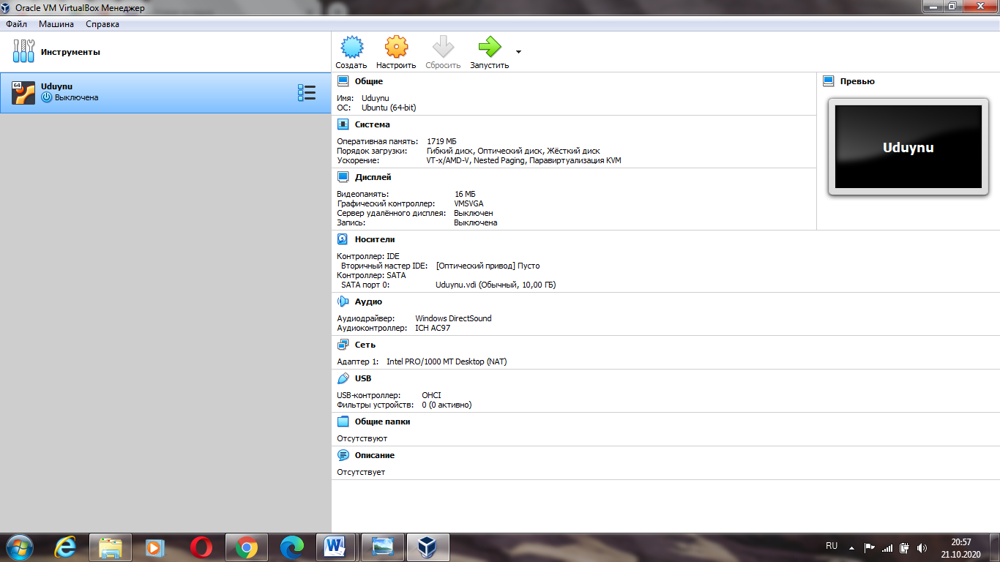 Oracle VM VirtualBox Менеджер
Файл Машина Справка
Инструменты
Создать Настроить Сбросить Запустить
64
Uduynu
Выключена
Общие
Имя: Uduynu
ОС: Ubuntu (64-bit)
Превью
Uduynu
Система
Оперативная память: 1719 МБ
Порядок загрузки: Гибкий диск, Оптический диск, Жёсткий диск
Ускорение: VT-x/AMD-V, Nested Paging, Паравиртуализация KVM
Дисплей
Видеопамять: 16 МБ
Графический контроллер: VMSVGA
Сервер удалённого дисплея: Выключен
Запись: Выключена
Носители
Контроллер: IDE
Вторичный мастер IDE: [Оптический привод] Пусто
Контроллер: SATA
SATA порт 0: Uduynu.vdi (Обычный, 10,00 ГБ)
Аудио
Аудиодрайвер: Windows DirectSound
Аудиоконтроллер: ICH AC97
Сеть
Адаптер 1: Intel PRO/1000 MT Desktop (NAT)
USB
USB-контроллер: OHCI
Фильтры устройств: 0 (0 активно)
Общие папки
Отсутствуют
Описание
Отсутствует
RU
20:57
21.10.2020